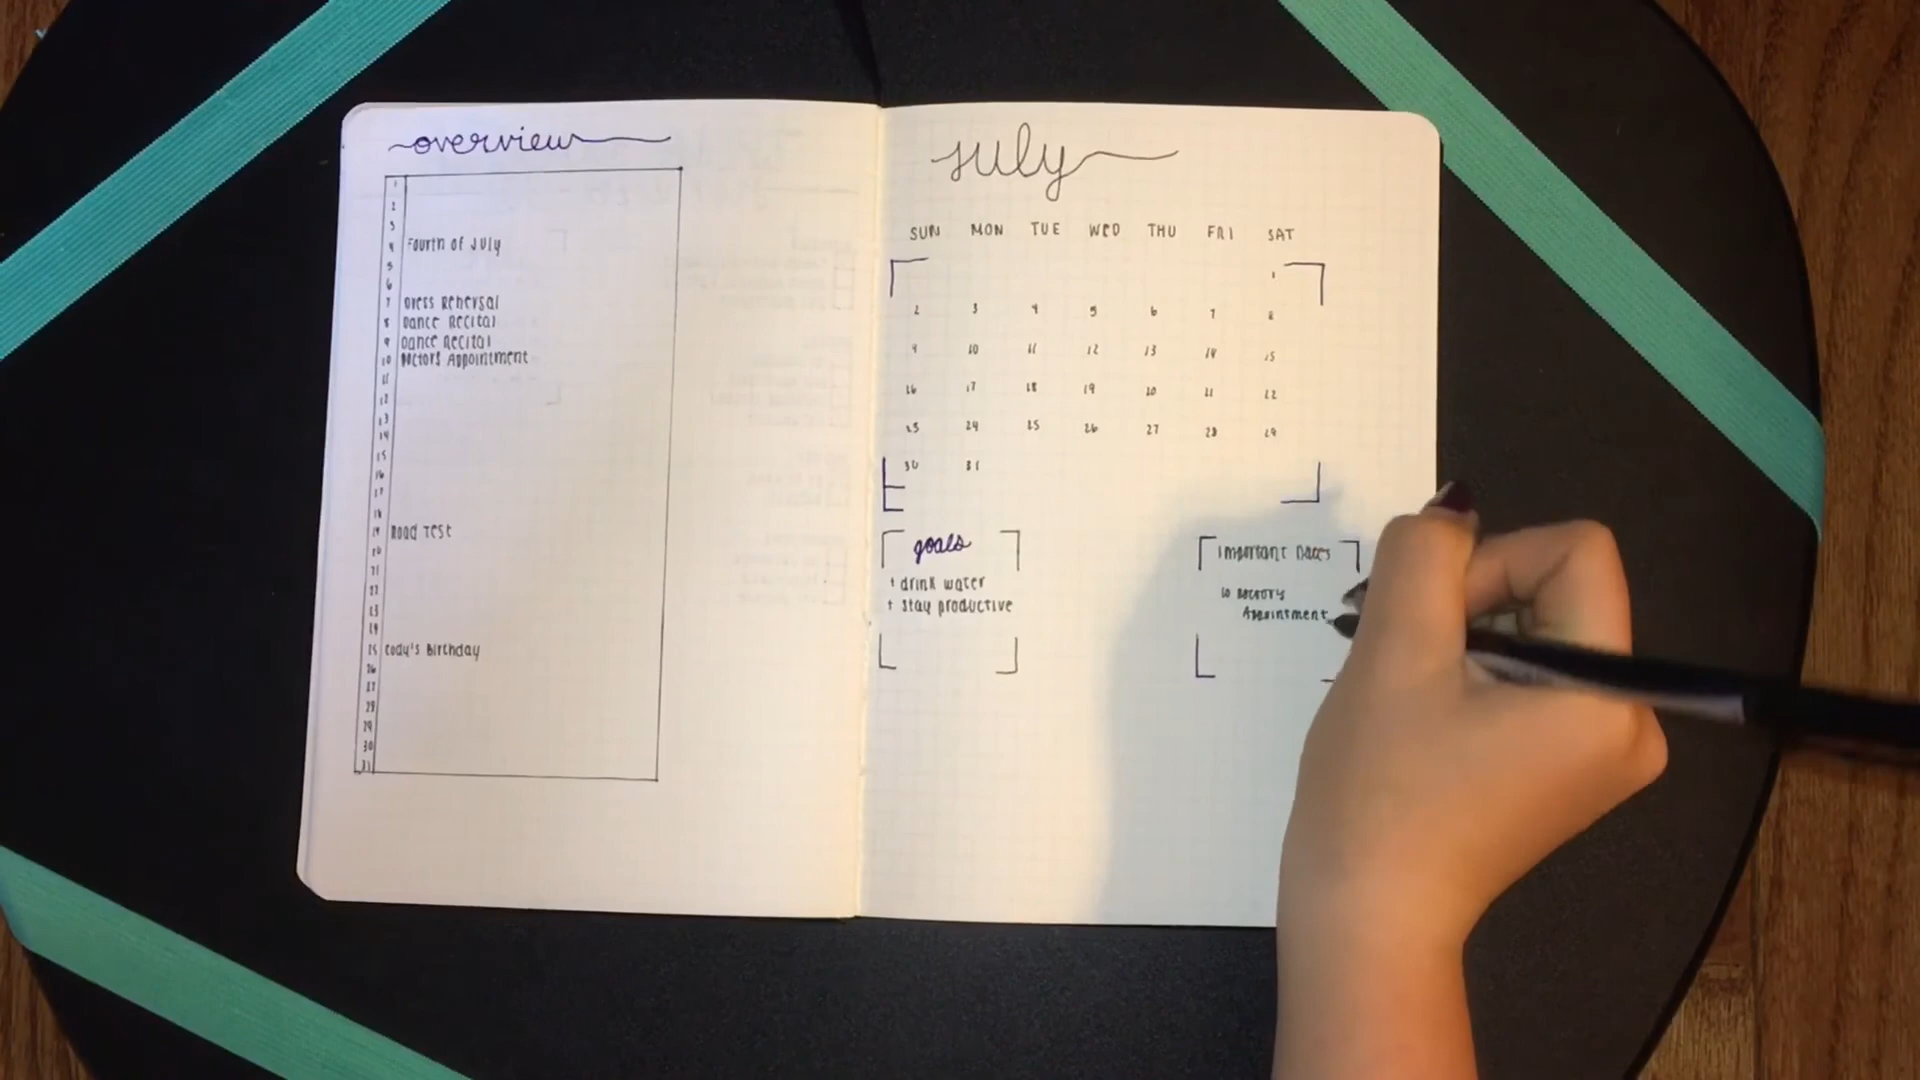 overview
1
2
3
4 Fourth of July
5
6
7 Dress Rehersal
8 Dance Recital
9 Dance Recital
10 Doctors Appointment
11
12
13
14
15
16
17
18
19 Road Test
20
21
22
23
24
25 Cody's Birthday
26
27
28
29
30
31
July
SUN MON TUE WED THU FRI SAT
1
2 3 4 5 6 7 8
9 10 11 12 13 14 15
16 17 18 19 20 21 22
23 24 25 26 27 28 29
30 31
goals
+ drink water
+ stay productive
Important Dates
10 Doctors
Appointment